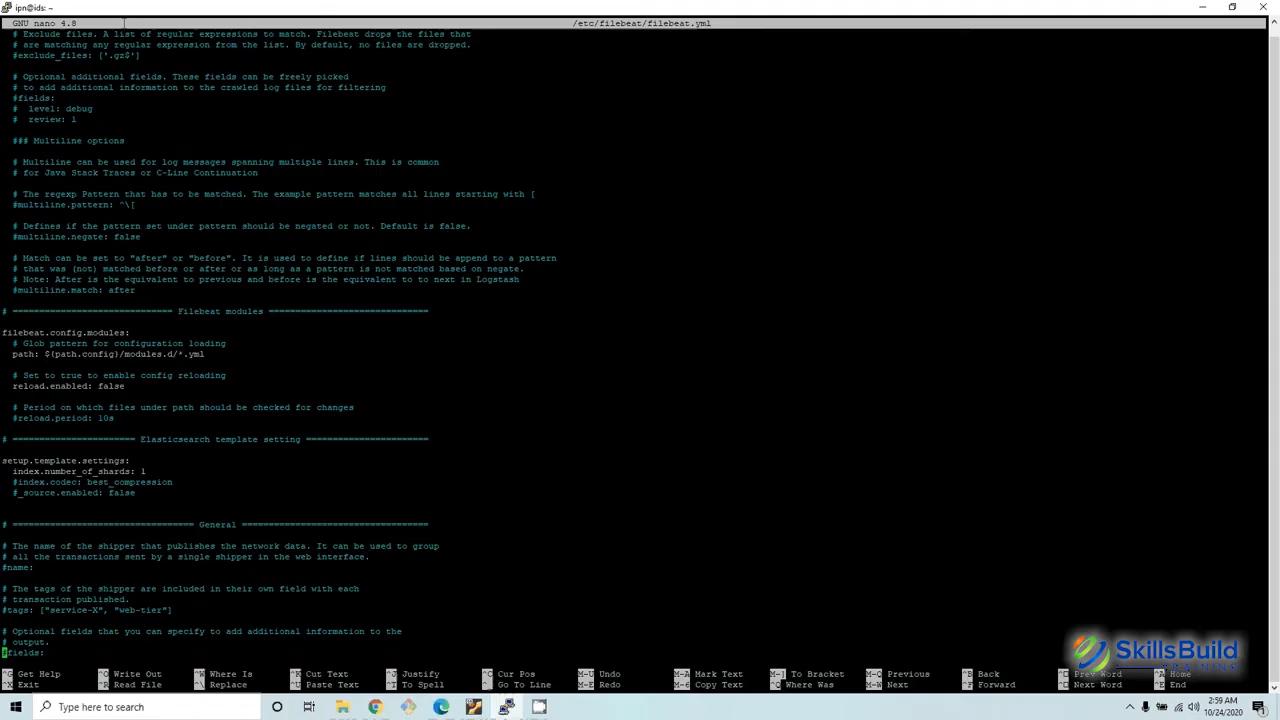 ipn@ids: ~
GNU nano 4.8 /etc/filebeat/filebeat.yml
# Exclude files. A list of regular expressions to match. Filebeat drops the files that
# are matching any regular expression from the list. By default, no files are dropped.
#exclude_files: ['.gz$']
# Optional additional fields. These fields can be freely picked
# to add additional information to the crawled log files for filtering
#fields:
#  level: debug
#  review: 1
### Multiline options
# Multiline can be used for log messages spanning multiple lines. This is common
# for Java Stack Traces or C-Line Continuation
# The regexp Pattern that has to be matched. The example pattern matches all lines starting with [
#multiline.pattern: ^\[
# Defines if the pattern set under pattern should be negated or not. Default is false.
#multiline.negate: false
# Match can be set to "after" or "before". It is used to define if lines should be append to a pattern
# that was (not) matched before or after or as long as a pattern is not matched based on negate.
# Note: After is the equivalent to previous and before is the equivalent to to next in Logstash
#multiline.match: after
# ============================== Filebeat modules ==============================
filebeat.config.modules:
# Glob pattern for configuration loading
path: ${path.config}/modules.d/*.yml
# Set to true to enable config reloading
reload.enabled: false
# Period on which files under path should be checked for changes
#reload.period: 10s
# ======================= Elasticsearch template setting =======================
setup.template.settings:
index.number_of_shards: 1
#index.codec: best_compression
#_source.enabled: false
# ================================== General ===================================
# The name of the shipper that publishes the network data. It can be used to group
# all the transactions sent by a single shipper in the web interface.
#name:
# The tags of the shipper are included in their own field with each
# transaction published.
#tags: ["service-X", "web-tier"]
# Optional fields that you can specify to add additional information to the
# output.
#fields:
SkillsBuild
^G Get Help ^O Write Out ^W Where Is ^K Cut Text ^J Justify ^C Cur Pos M-U Undo M-A Mark Text M-] To Bracket M-Q Previous ^B Back ^◀ Prev Word ^A Home
^X Exit ^R Read File ^\ Replace ^U Paste Text ^T To Spell ^_ Go To Line M-E Redo M-6 Copy Text ^Q Where Was M-W Next ^F Forward ^▶ Next Word ^E End
Type here to search
2:59 AM
10/24/2020